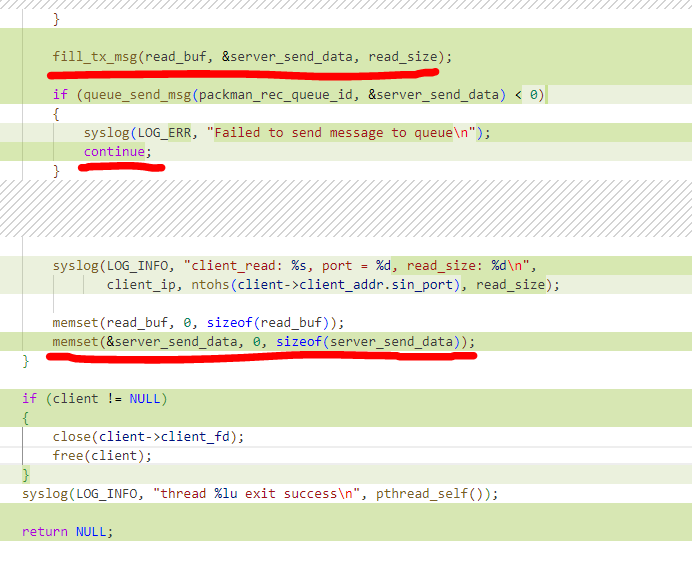 }
fill_tx_msg(read_buf, &server_send_data, read_size);
if (queue_send_msg(packman_rec_queue_id, &server_send_data) < 0)
{
syslog(LOG_ERR, "Failed to send message to queue\n");
continue;
}
syslog(LOG_INFO, "client_read: %s, port = %d, read_size: %d\n",
client_ip, ntohs(client->client_addr.sin_port), read_size);
memset(read_buf, 0, sizeof(read_buf));
memset(&server_send_data, 0, sizeof(server_send_data));
}
if (client != NULL)
{
close(client->client_fd);
free(client);
}
syslog(LOG_INFO, "thread %lu exit success\n", pthread_self());
return NULL;